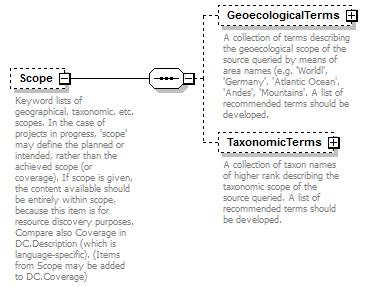 GeoecologicalTerms
A collection of terms describing
the geoecological scope of the
source queried by means of
area names (e.g. 'Worldl',
'Germany', 'Atlantic Ocean',
'Andes', 'Mountains'. A list of
recommended terms should be
developed.
Scope
Keyword lists of
geographical, taxonomic, etc.
scopes. In the case of
projects in progress, 'scope'
may define the planned or
intended, rather than the
achieved scope (or
coverage). If scope is given,
the content available should
be entirely within scope,
because this item is for
resource discovery purposes.
Compare also Coverage in
DC.Description (which is
language-specific). (Items
from Scope may be added
to DC.Coverage)
TaxonomicTerms
A collection of taxon names
of higher rank describing the
taxonomic scope of the
source queried. A list of
recommended terms should
be developed.